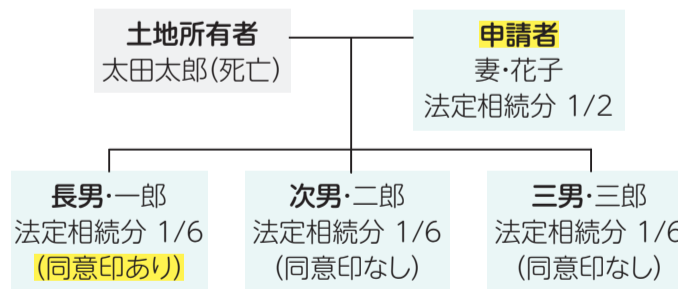 土地所有者
太田太郎(死亡)
申請者
妻・花子
法定相続分 1/2
長男・一郎
法定相続分 1/6
(同意印あり)
次男・二郎
法定相続分 1/6
(同意印なし)
三男・三郎
法定相続分 1/6
(同意印なし)